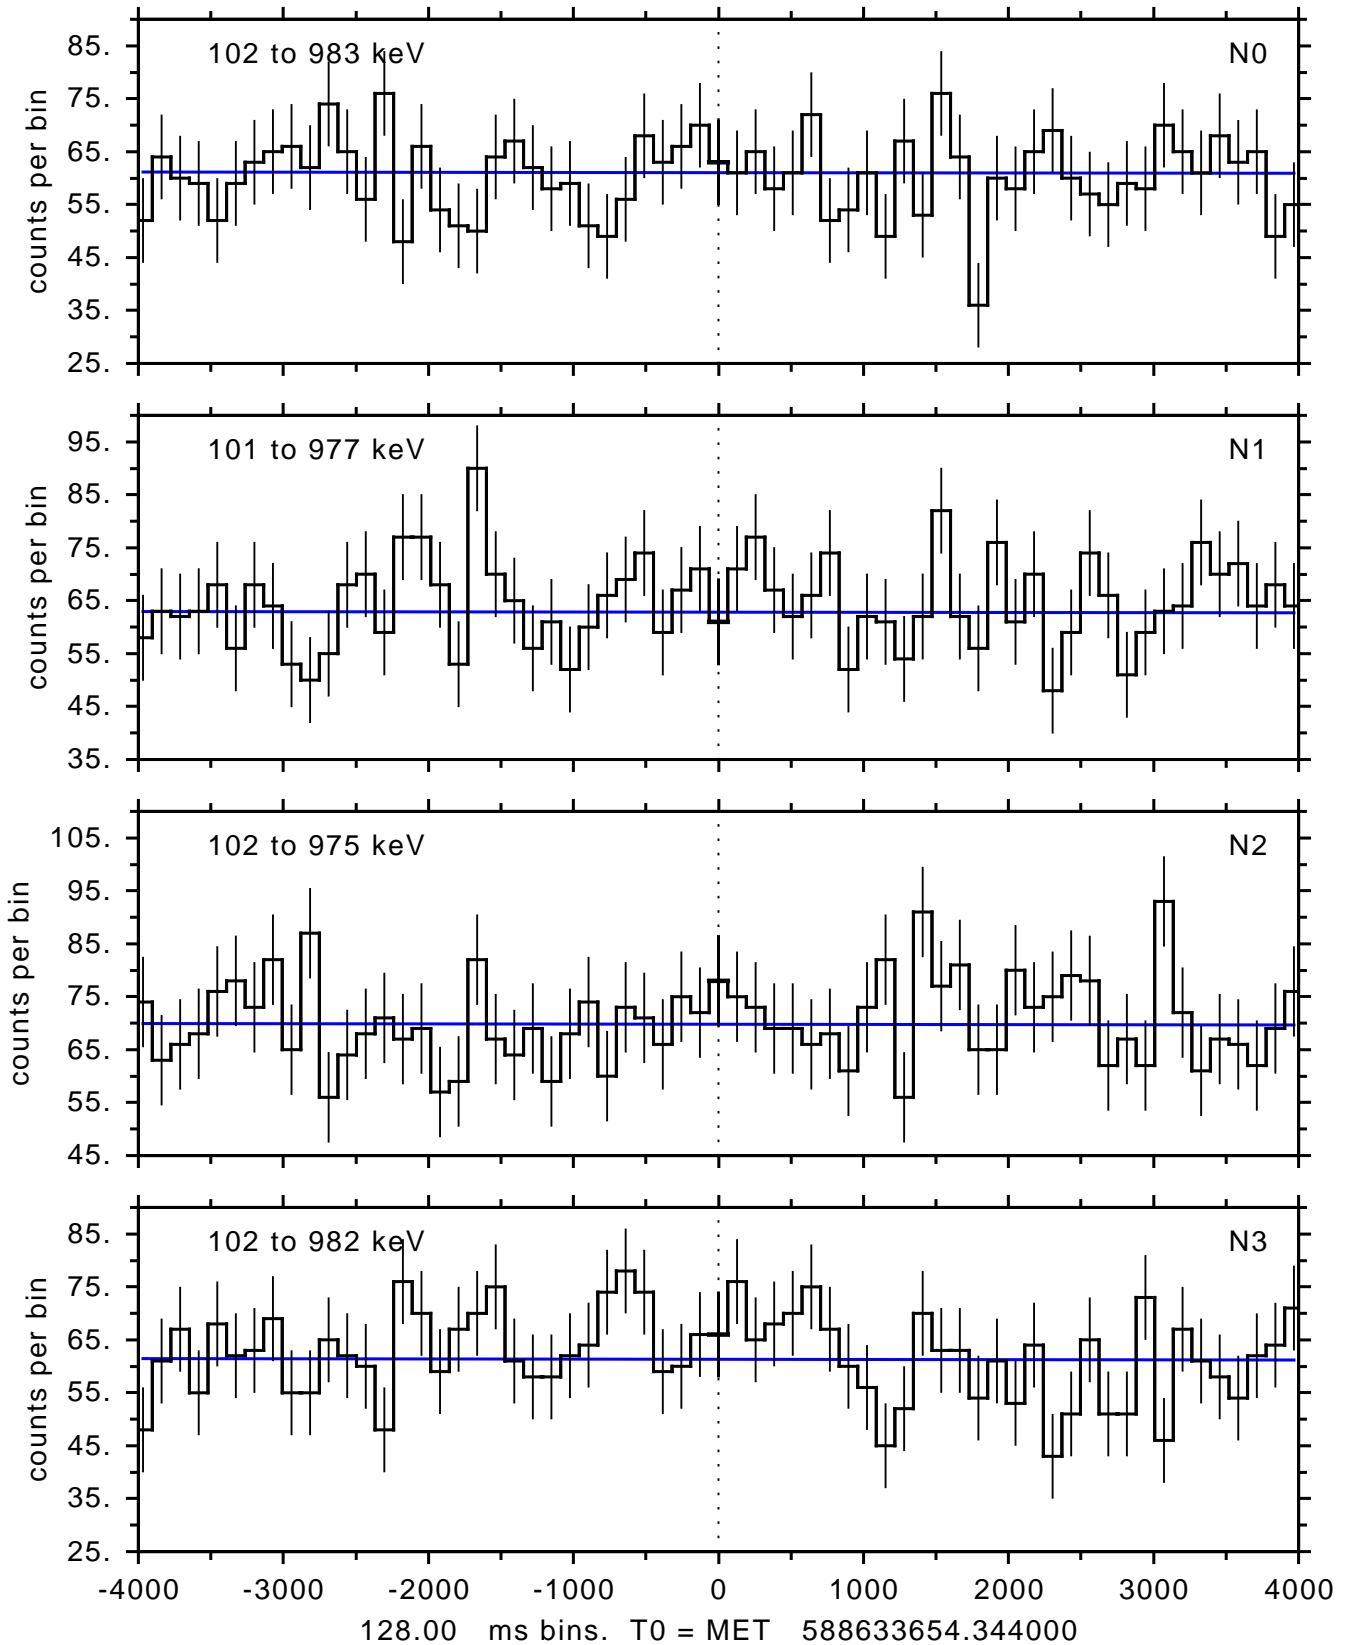 102 to 983 keV N0
85.
75.
65.
55.
45.
35.
25.
counts per bin
101 to 977 keV N1
95.
85.
75.
65.
55.
45.
35.
counts per bin
102 to 975 keV N2
105.
95.
85.
75.
65.
55.
45.
counts per bin
102 to 982 keV N3
85.
75.
65.
55.
45.
35.
25.
counts per bin
-4000 -3000 -2000 -1000 0 1000 2000 3000 4000
128.00 ms bins. T0 = MET 588633654.344000